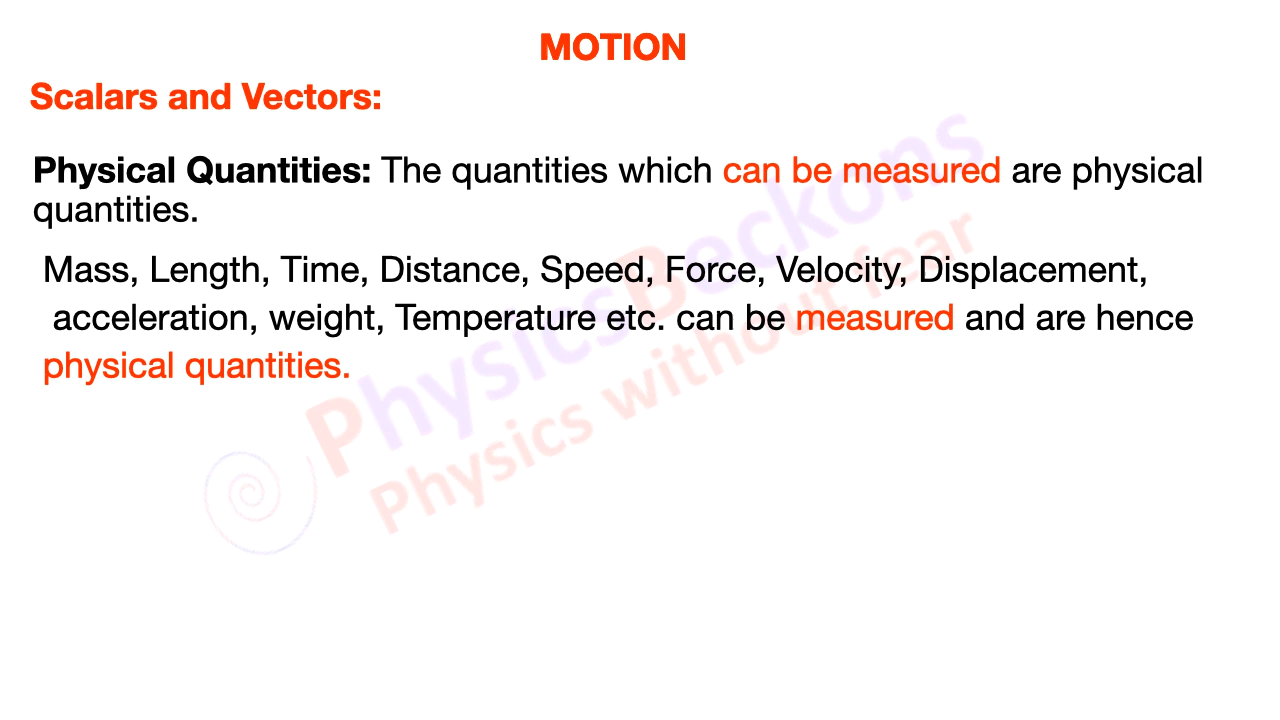 MOTION
Scalars and Vectors:
Physical Quantities: The quantities which can be measured are physical
quantities.
Mass, Length, Time, Distance, Speed, Force, Velocity, Displacement,
acceleration, weight, Temperature etc. can be measured and are hence
physical quantities.
PhysicsBeckons
Physics without fear